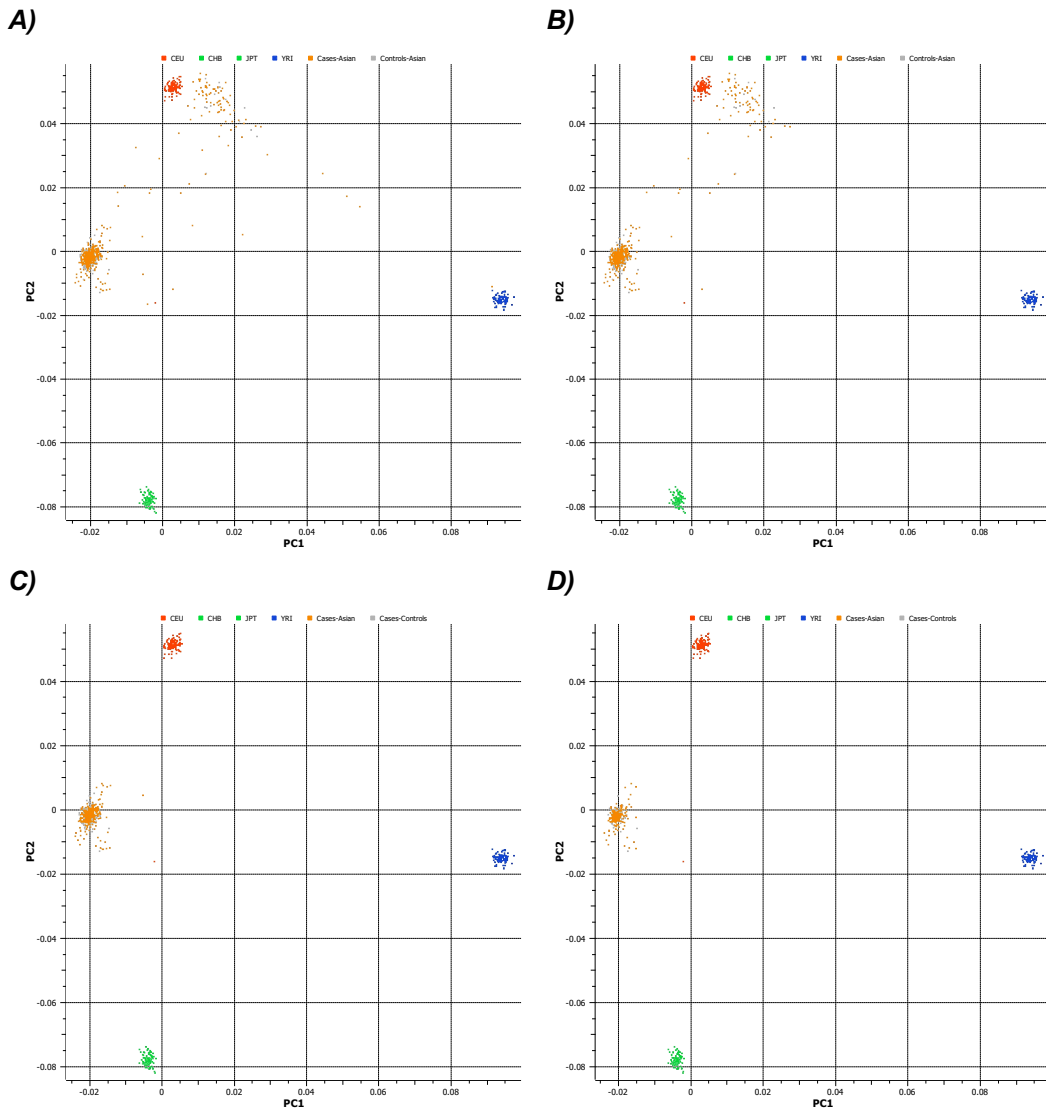 A)
CEU CHB JPT YRI Cases-Asian Controls-Asian
0.04
0.02
0
-0.02
-0.04
-0.06
-0.08
PC2
-0.02 0 0.02 0.04 0.06 0.08
PC1
B)
CEU CHB JPT YRI Cases-Asian Controls-Asian
0.04
0.02
0
-0.02
-0.04
-0.06
-0.08
PC2
-0.02 0 0.02 0.04 0.06 0.08
PC1
C)
CEU CHB JPT YRI Cases-Asian Cases-Controls
0.04
0.02
0
-0.02
-0.04
-0.06
-0.08
PC2
-0.02 0 0.02 0.04 0.06 0.08
PC1
D)
CEU CHB JPT YRI Cases-Asian Cases-Controls
0.04
0.02
0
-0.02
-0.04
-0.06
-0.08
PC2
-0.02 0 0.02 0.04 0.06 0.08
PC1